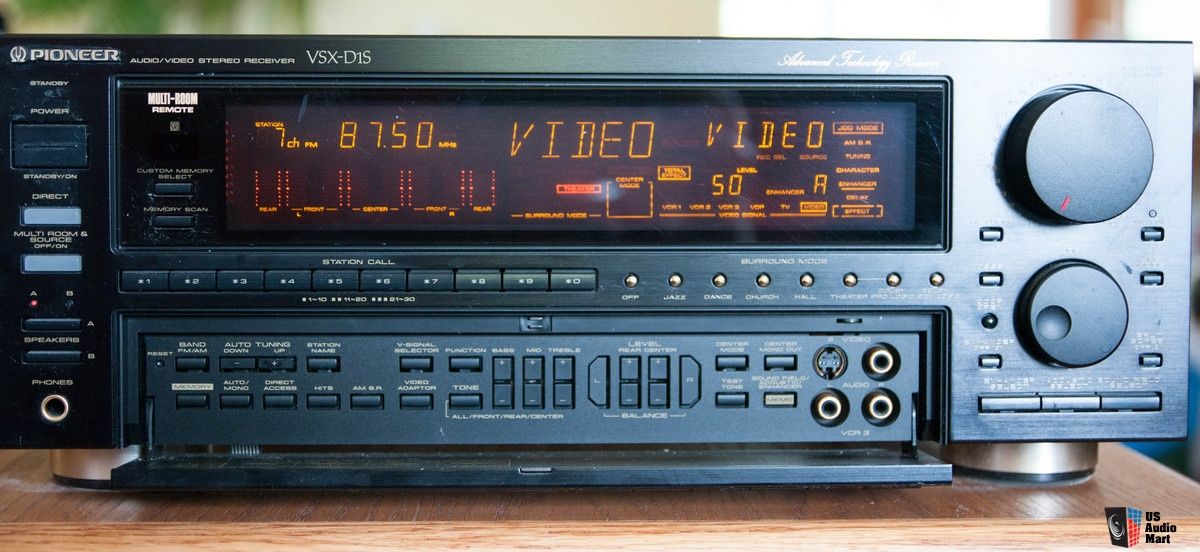 PIONEER AUDIO/VIDEO STEREO RECEIVER VSX-D1S Advanced Technology Receiver
STANDBY
POWER
STANDBY/ON
DIRECT
MULTI ROOM &
SOURCE
OFF/ON
A B
A
SPEAKERS
B
PHONES
MULTI-ROOM
REMOTE
CUSTOM MEMORY
SELECT
MEMORY SCAN
STATION
7ch FM 87.50 MHz VIDEO VIDEO
REC SEL SOURCE
JOG MODE
AM B.R.
TUNING
CHARACTER
ENHANCER
DELAY
EFFECT
THEATER
CENTER
MODE
TOTAL
EFFECT
LEVEL
50 ENHANCER A
VCR 1 VCR 2 VCR 3 VDP TV VIDEO
VIDEO SIGNAL
SURROUND MODE
REAR L FRONT CENTER FRONT R REAR
STATION CALL
*1 *2 *3 *4 *5 *6 *7 *8 *9 *0
1~10 11~20 21~30
SURROUND MODE
OFF JAZZ DANCE CHURCH HALL THEATER
RESET
BAND
FM/AM
AUTO TUNING
DOWN UP
STATION
NAME
V-SIGNAL
SELECTOR
FUNCTION
BASS MID TREBLE
LEVEL
REAR CENTER
CENTER
MODE
CENTER
MONO OUT
S VIDEO
MEMORY
AUTO/
MONO
DIRECT
ACCESS
HITS
AM B.R.
VIDEO
ADAPTOR
TONE
ALL/FRONT/REAR/CENTER
L R
BALANCE
TEST
TONE
SOUND FIELD/
ACOUSTIC
ENHANCER
MEMO
L AUDIO R
VCR 3
US
Audio
Mart